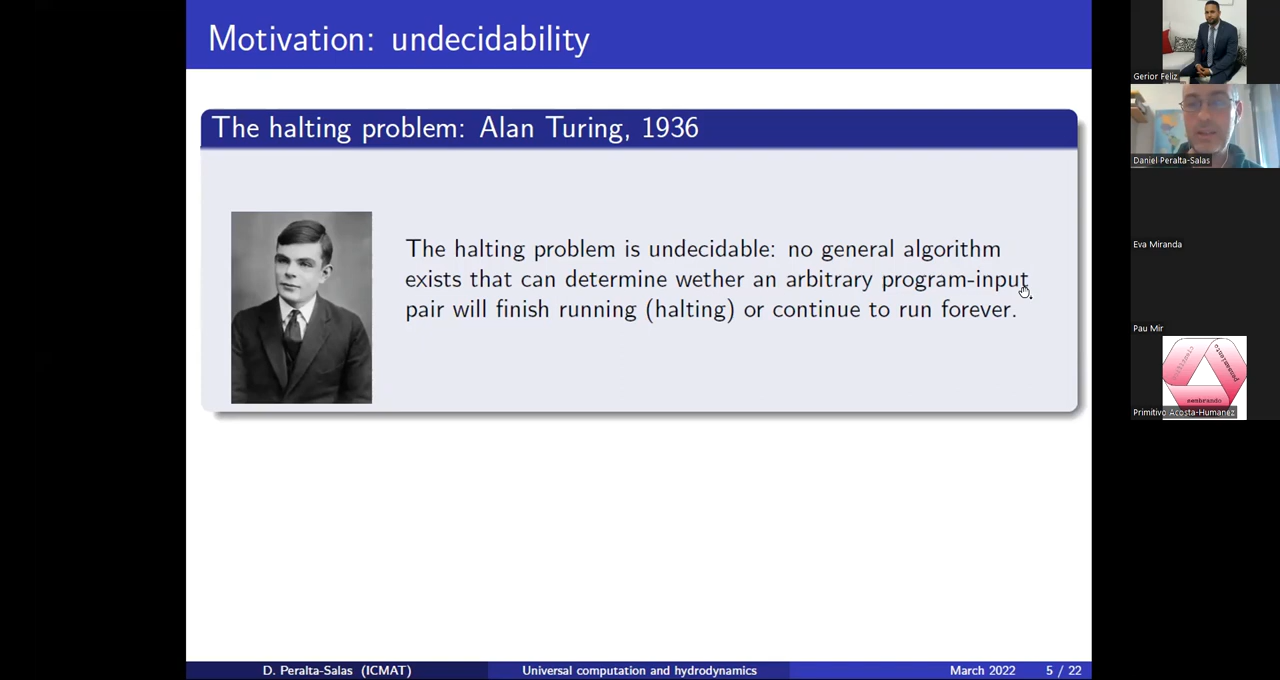 Motivation: undecidability
The halting problem: Alan Turing, 1936
The halting problem is undecidable: no general algorithm
exists that can determine wether an arbitrary program-input
pair will finish running (halting) or continue to run forever.
D. Peralta-Salas (ICMAT)
Universal computation and hydrodynamics
March 2022
5 / 22
Gerior Feliz
Daniel Peralta-Salas
Eva Miranda
Pau Mir
pensamiento
sembrando
Primitivo Acosta-Humanez